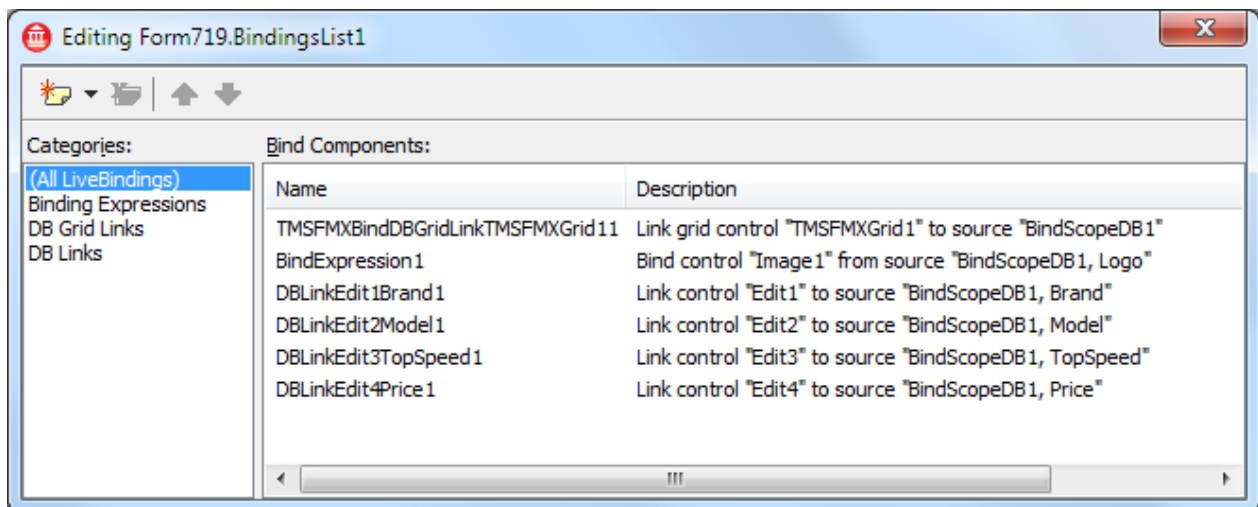 Editing Form719.BindingsList1
Categories:
(All LiveBindings)
Binding Expressions
DB Grid Links
DB Links
Bind Components:
Name Description
TMSFMXBindDBGridLinkTMSFMXGrid11 Link grid control "TMSFMXGrid1" to source "BindScopeDB1"
BindExpression1 Bind control "Image1" from source "BindScopeDB1, Logo"
DBLinkEdit1Brand1 Link control "Edit1" to source "BindScopeDB1, Brand"
DBLinkEdit2Model1 Link control "Edit2" to source "BindScopeDB1, Model"
DBLinkEdit3TopSpeed1 Link control "Edit3" to source "BindScopeDB1, TopSpeed"
DBLinkEdit4Price1 Link control "Edit4" to source "BindScopeDB1, Price"